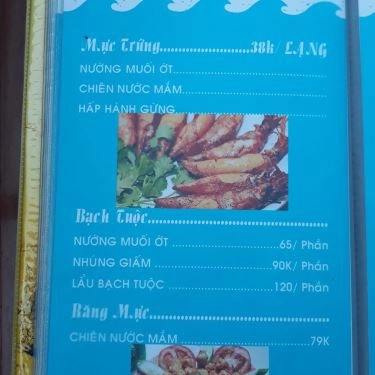 Mực Trứng....................38k/ LẠNG
NƯỚNG MUỐI ỚT................................
CHIÊN NƯỚC MẮM..............................
HẤP HÀNH GỪNG
Bạch Tuộc........................................
NƯỚNG MUỐI ỚT .......................65/ Phần
NHÚNG GIẤM .........................90K/ Phần
LẨU BẠCH TUỘC .....................120/ Phần
Răng Mực........................................
CHIÊN NƯỚC MẮM ............................79K